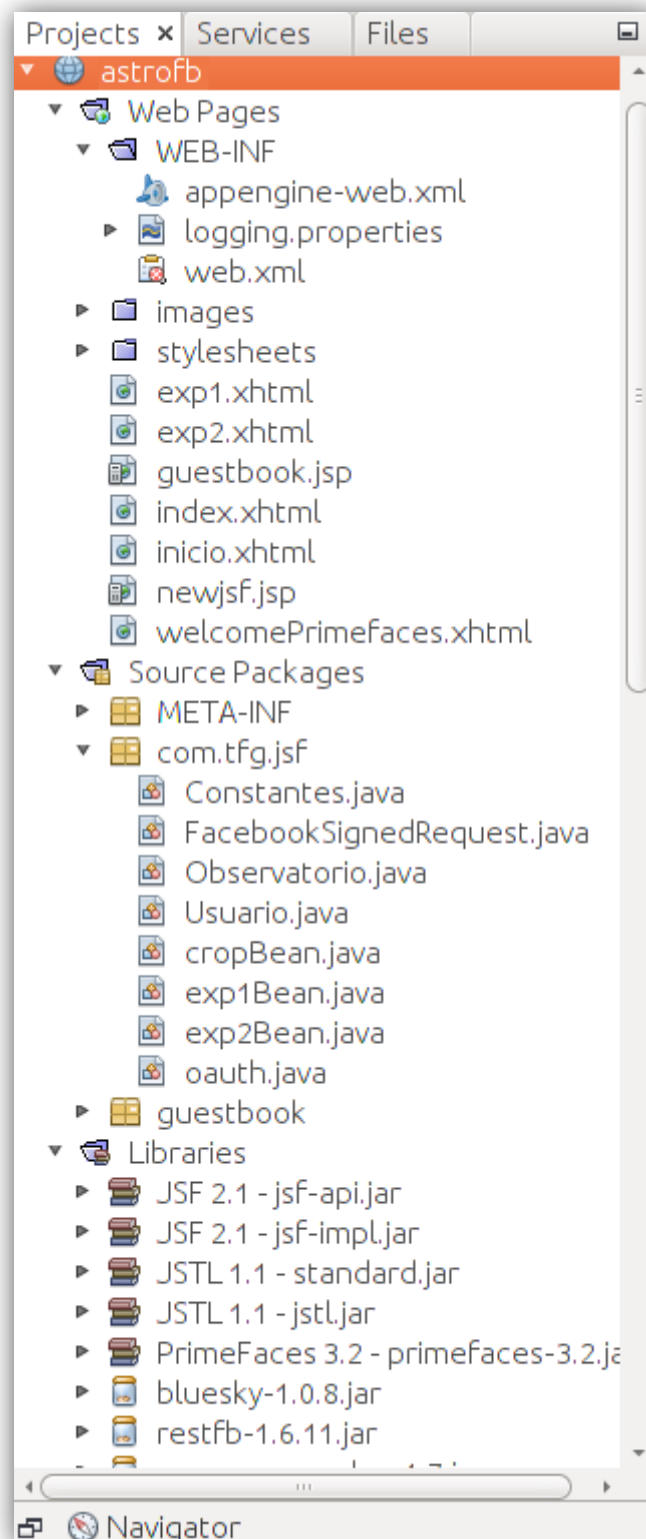 Projects × Services Files
astrofb
Web Pages
WEB-INF
appengine-web.xml
logging.properties
web.xml
images
stylesheets
exp1.xhtml
exp2.xhtml
guestbook.jsp
index.xhtml
inicio.xhtml
newjsf.jsp
welcomePrimefaces.xhtml
Source Packages
META-INF
com.tfg.jsf
Constantes.java
FacebookSignedRequest.java
Observatorio.java
Usuario.java
cropBean.java
exp1Bean.java
exp2Bean.java
oauth.java
guestbook
Libraries
JSF 2.1 - jsf-api.jar
JSF 2.1 - jsf-impl.jar
JSTL 1.1 - standard.jar
JSTL 1.1 - jstl.jar
PrimeFaces 3.2 - primefaces-3.2.ja
bluesky-1.0.8.jar
restfb-1.6.11.jar
Navigator